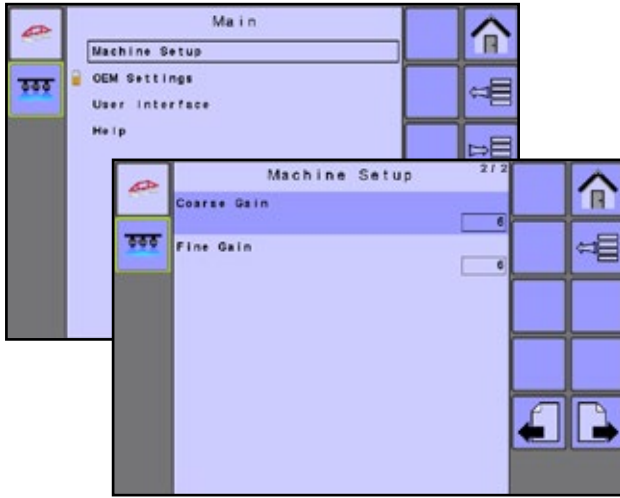 Main
Machine Setup
OEM Settings
User Interface
Help
Machine Setup 2/2
Coarse Gain
6
Fine Gain
6